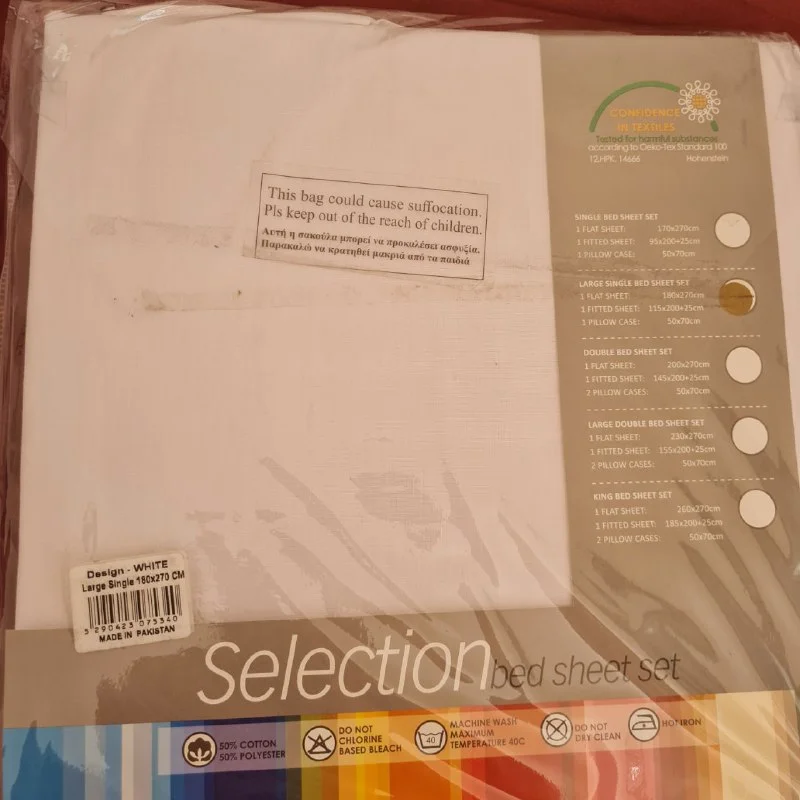 CONFIDENCE
IN TEXTILES
Tested for harmful substances
according to Oeko-Tex Standard 100
12.HPK. 14666 Hohenstein
This bag could cause suffocation.
Pls keep out of the reach of children.
Αυτή η σακούλα μπορεί να προκαλέσει ασφυξία.
Παρακαλώ να κρατηθεί μακριά από τα παιδιά
SINGLE BED SHEET SET
1 FLAT SHEET: 170x270cm
1 FITTED SHEET: 95x200+25cm
1 PILLOW CASE: 50x70cm
LARGE SINGLE BED SHEET SET
1 FLAT SHEET: 180x270cm
1 FITTED SHEET: 115x200+25cm
1 PILLOW CASE: 50x70cm
DOUBLE BED SHEET SET
1 FLAT SHEET: 200x270cm
1 FITTED SHEET: 145x200+25cm
2 PILLOW CASES: 50x70cm
LARGE DOUBLE BED SHEET SET
1 FLAT SHEET: 230x270cm
1 FITTED SHEET: 155x200+25cm
2 PILLOW CASES: 50x70cm
KING BED SHEET SET
1 FLAT SHEET: 260x270cm
1 FITTED SHEET: 185x200+25cm
2 PILLOW CASES: 50x70cm
Design - WHITE
Large Single 180x270 CM
5 290423 075340
MADE IN PAKISTAN
Selection bed sheet set
50% COTTON
50% POLYESTER
DO NOT
CHLORINE
BASED BLEACH
40
MACHINE WASH
MAXIMUM
TEMPERATURE 40C
DO NOT
DRY CLEAN
HOT IRON